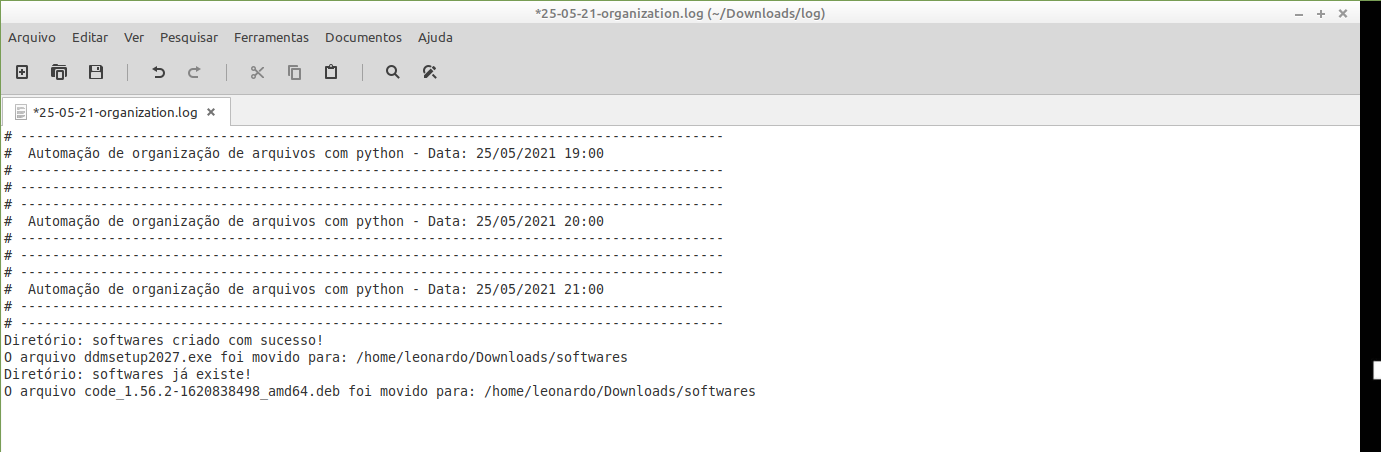 *25-05-21-organization.log (~/Downloads/log)
Arquivo Editar Ver Pesquisar Ferramentas Documentos Ajuda
*25-05-21-organization.log
# ----------------------------------------------------------------------------------------
#  Automação de organização de arquivos com python - Data: 25/05/2021 19:00
# ----------------------------------------------------------------------------------------
# ----------------------------------------------------------------------------------------
# ----------------------------------------------------------------------------------------
#  Automação de organização de arquivos com python - Data: 25/05/2021 20:00
# ----------------------------------------------------------------------------------------
# ----------------------------------------------------------------------------------------
# ----------------------------------------------------------------------------------------
#  Automação de organização de arquivos com python - Data: 25/05/2021 21:00
# ----------------------------------------------------------------------------------------
# ----------------------------------------------------------------------------------------
Diretório: softwares criado com sucesso!
O arquivo ddmsetup2027.exe foi movido para: /home/leonardo/Downloads/softwares
Diretório: softwares já existe!
O arquivo code_1.56.2-1620838498_amd64.deb foi movido para: /home/leonardo/Downloads/softwares